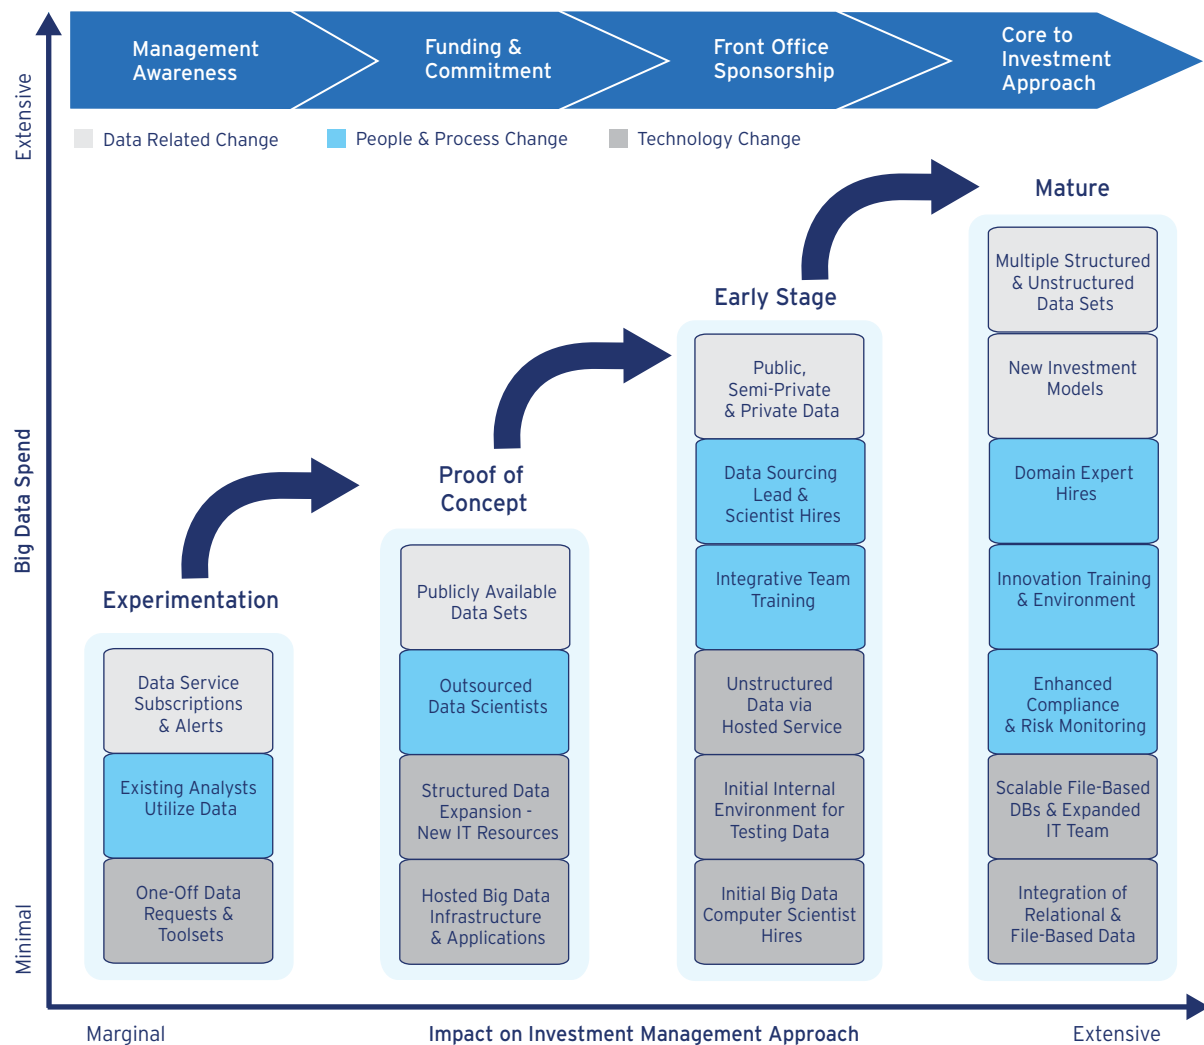 Management
Awareness
Funding &
Commitment
Front Office
Sponsorship
Core to
Investment
Approach
Extensive
Data Related Change
People & Process Change
Technology Change
Big Data Spend
Minimal
Experimentation
Data Service
Subscriptions
& Alerts
Existing Analysts
Utilize Data
One-Off Data
Requests &
Toolsets
Proof of
Concept
Publicly Available
Data Sets
Outsourced
Data Scientists
Structured Data
Expansion -
New IT Resources
Hosted Big Data
Infrastructure
& Applications
Early Stage
Public,
Semi-Private
& Private Data
Data Sourcing
Lead &
Scientist Hires
Integrative Team
Training
Unstructured
Data via
Hosted Service
Initial Internal
Environment for
Testing Data
Initial Big Data
Computer Scientist
Hires
Mature
Multiple Structured
& Unstructured
Data Sets
New Investment
Models
Domain Expert
Hires
Innovation Training
& Environment
Enhanced
Compliance
& Risk Monitoring
Scalable File-Based
DBs & Expanded
IT Team
Integration of
Relational &
File-Based Data
Marginal
Impact on Investment Management Approach
Extensive